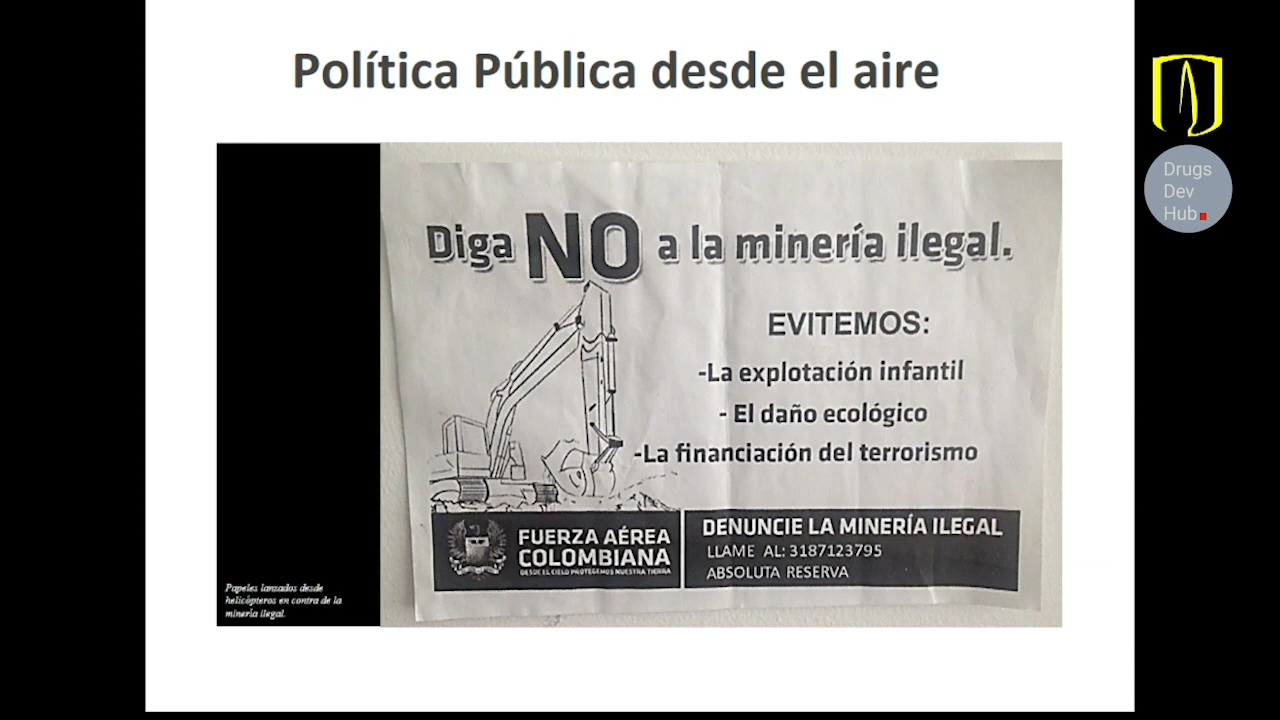 Política Pública desde el aire
Drugs
Dev
Hub
Diga NO a la minería ilegal.
EVITEMOS:
-La explotación infantil
- El daño ecológico
-La financiación del terrorismo
FUERZA AÉREA
COLOMBIANA
DESDE EL CIELO PROTEGEMOS NUESTRA TIERRA
DENUNCIE LA MINERÍA ILEGAL
LLAME AL: 3187123795
ABSOLUTA RESERVA
Papeles lanzados desde
helicópteros en contra de la
minería ilegal.